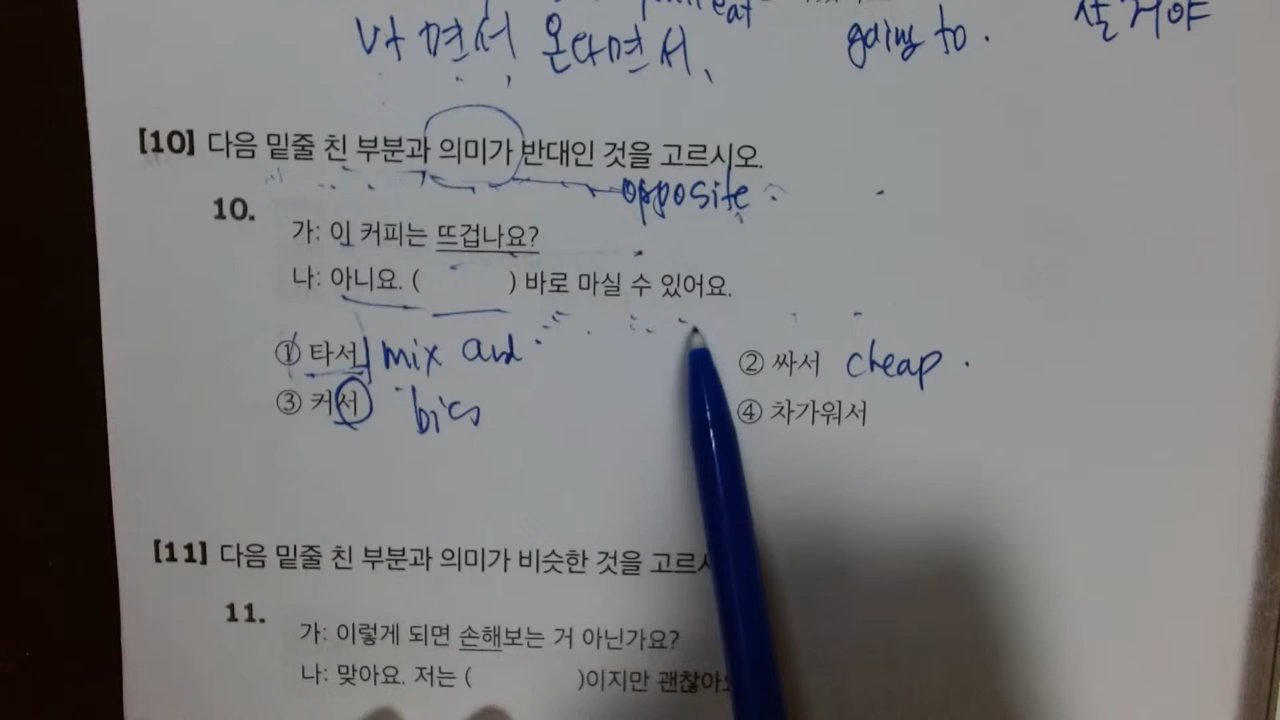 eat
나 면서 온다면서
going to.
살 거야
[10] 다음 밑줄 친 부분과 의미가 반대인 것을 고르시오.
opposite
10.
가: 이 커피는 뜨겁나요?
나: 아니요. ( ) 바로 마실 수 있어요.
① 타서 mix and
② 싸서 cheap.
③ 커서
④ 차가워서
[11] 다음 밑줄 친 부분과 의미가 비슷한 것을 고르
11.
가: 이렇게 되면 손해보는 거 아닌가요?
나: 맞아요. 저는 ( )이지만 괜찮아